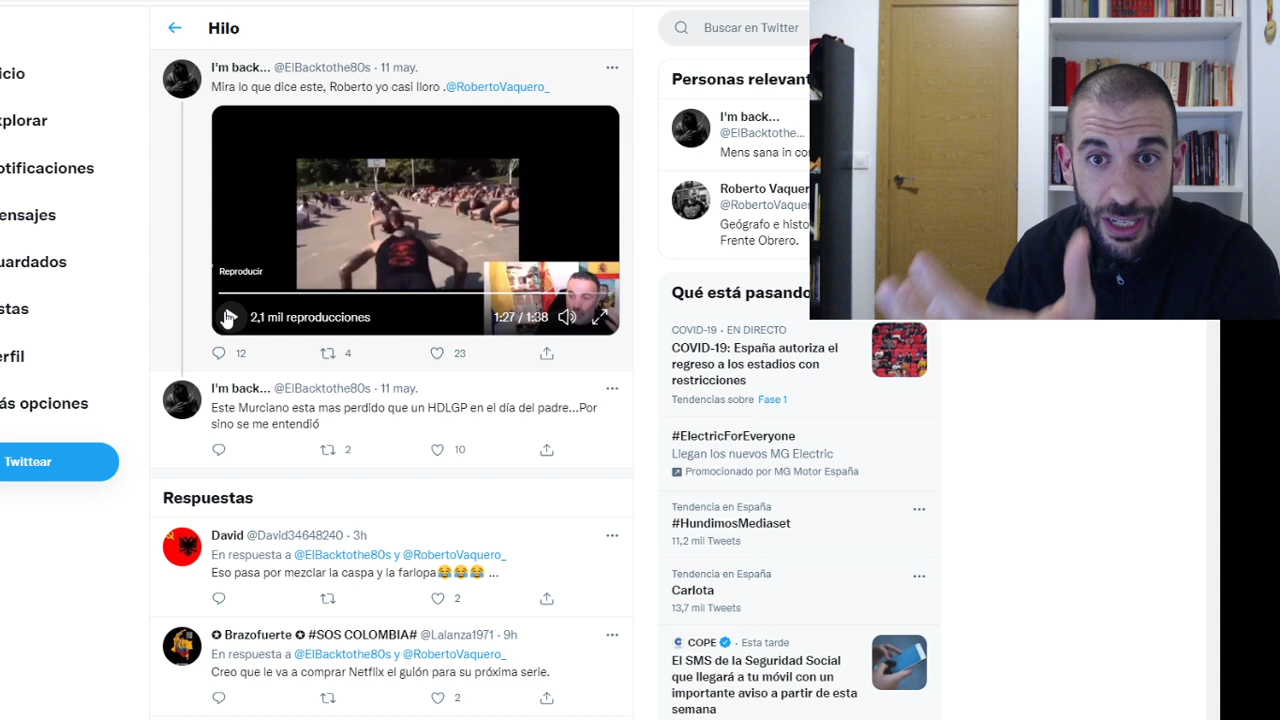 icio
xplorar
otificaciones
ensajes
uardados
stas
erfil
ás opciones
Twittear
Hilo
I'm back... @ElBacktothe80s · 11 may.
Mira lo que dice este, Roberto yo casi lloro .@RobertoVaquero_
Reproducir
2,1 mil reproducciones
1:27 / 1:38
12
4
23
I'm back... @ElBacktothe80s · 11 may.
Este Murciano esta mas perdido que un HDLGP en el día del padre...Por
sino se me entendió
2
10
Respuestas
David @David34648240 · 3h
En respuesta a @ElBacktothe80s y @RobertoVaquero_
Eso pasa por mezclar la caspa y la farlopa😂😂😂 ...
2
✪ Brazofuerte ✪ #SOS COLOMBIA# @Lalanza1971 · 9h
En respuesta a @ElBacktothe80s y @RobertoVaquero_
Creo que le va a comprar Netflix el guión para su próxima serie.
2
Buscar en Twitter
Personas relevant
I'm back...
@ElBacktothe...
Mens sana in co
Roberto Vaquer
@RobertoVaque
Geógrafo e histo
Frente Obrero.
Qué está pasando
COVID-19 · EN DIRECTO
COVID-19: España autoriza el
regreso a los estadios con
restricciones
Tendencias sobre Fase 1
#ElectricForEveryone
Llegan los nuevos MG Electric
Promocionado por MG Motor España
Tendencia en España
#HundimosMediaset
11,2 mil Tweets
Tendencia en España
Carlota
13,7 mil Tweets
COPE · Esta tarde
El SMS de la Seguridad Social
que llegará a tu móvil con un
importante aviso a partir de esta
semana